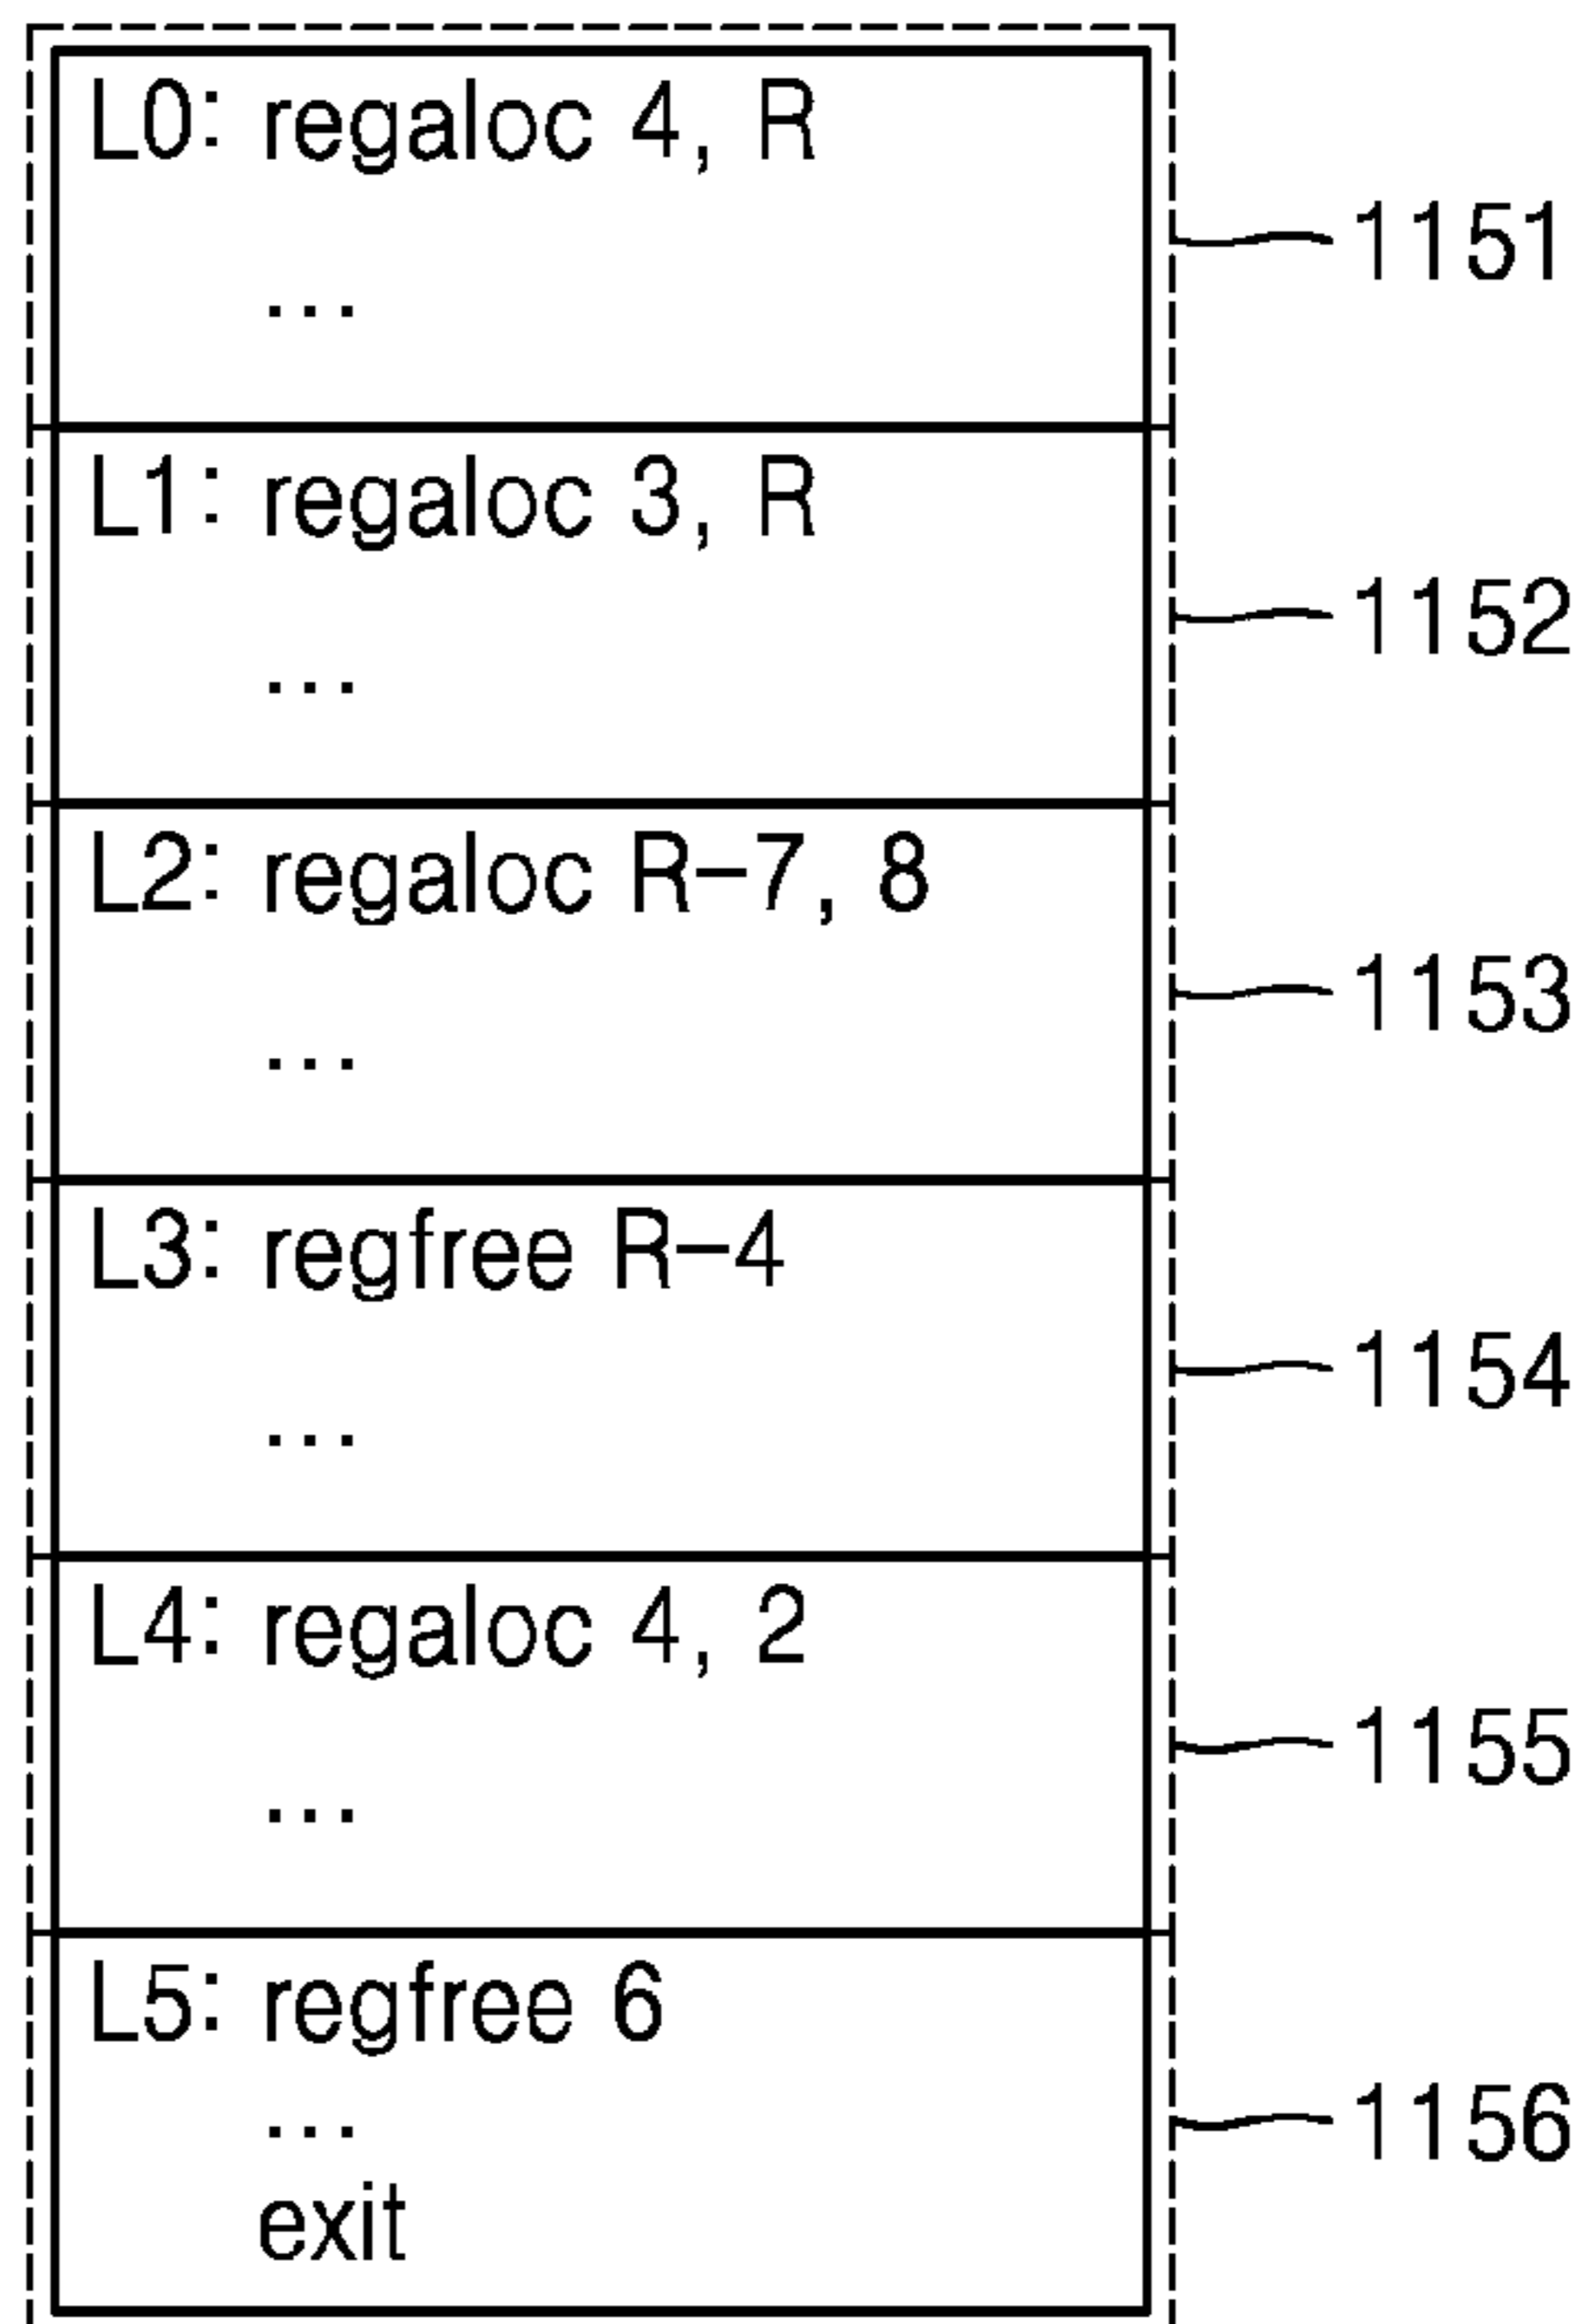 L0: regaloc 4, R
...
1151
L1: regaloc 3, R
...
1152
L2: regaloc R-7, 8
...
1153
L3: regfree R-4
...
1154
L4: regaloc 4, 2
...
1155
L5: regfree 6
...
exit
1156